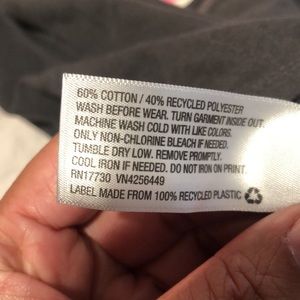 60% COTTON / 40% RECYCLED POLYESTER
WASH BEFORE WEAR. TURN GARMENT INSIDE OUT.
MACHINE WASH COLD WITH LIKE COLORS.
ONLY NON-CHLORINE BLEACH IF NEEDED.
TUMBLE DRY LOW. REMOVE PROMPTLY.
COOL IRON IF NEEDED. DO NOT IRON ON PRINT.
RN17730 VN4256449
LABEL MADE FROM 100% RECYCLED PLASTIC